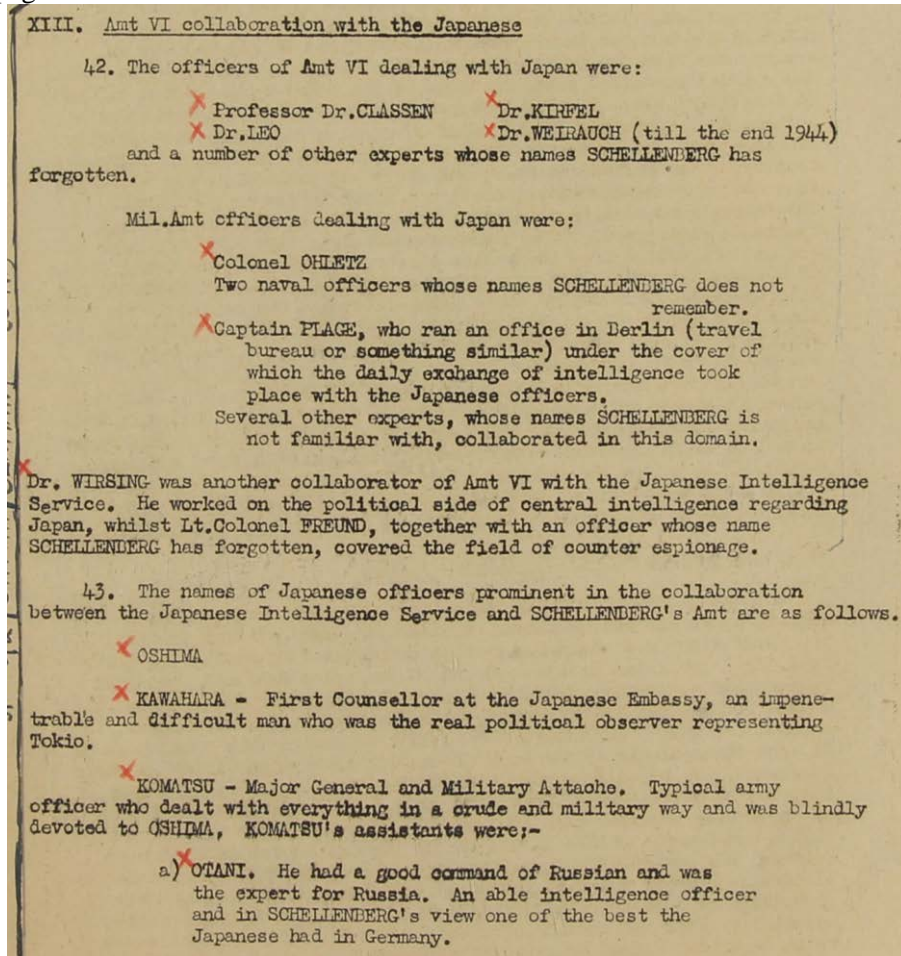 XIII. Amt VI collaboration with the Japanese
42. The officers of Amt VI dealing with Japan were:
Professor Dr.CLASSEN Dr.KIRFEL
Dr.LEO Dr.WEIRAUCH (till the end 1944)
and a number of other experts whose names SCHELLENBERG has
forgotten.
Mil.Amt officers dealing with Japan were:
Colonel OHLETZ
Two naval officers whose names SCHELLENBERG does not
remember.
Captain PLAGE, who ran an office in Berlin (travel
bureau or something similar) under the cover of
which the daily exchange of intelligence took
place with the Japanese officers.
Several other experts, whose names SCHELLENBERG is
not familiar with, collaborated in this domain.
Dr. WIRSING was another collaborator of Amt VI with the Japanese Intelligence
Service. He worked on the political side of central intelligence regarding
Japan, whilst Lt.Colonel FREUND, together with an officer whose name
SCHELLENBERG has forgotten, covered the field of counter espionage.
43. The names of Japanese officers prominent in the collaboration
between the Japanese Intelligence Service and SCHELLENBERG's Amt are as follows.
OSHIMA
KAWAHARA - First Counsellor at the Japanese Embassy, an impene-
trable and difficult man who was the real political observer representing
Tokio.
KOMATSU - Major General and Military Attache. Typical army
officer who dealt with everything in a crude and military way and was blindly
devoted to OSHIMA, KOMATSU's assistants were;-
a) OTANI. He had a good command of Russian and was
the expert for Russia. An able intelligence officer
and in SCHELLENBERG's view one of the best the
Japanese had in Germany.